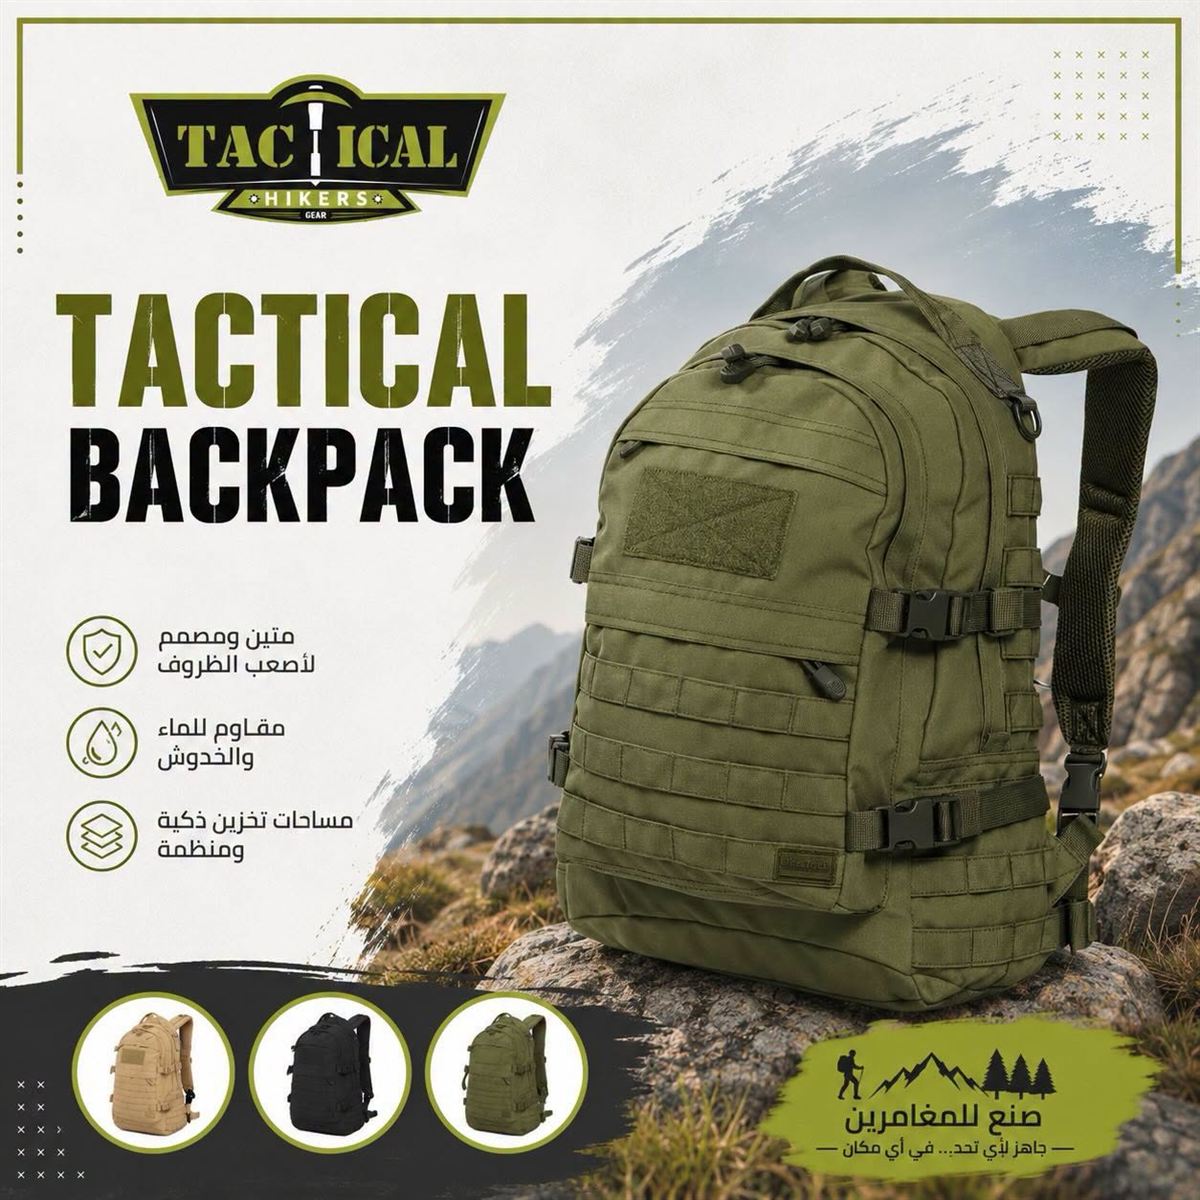 TACTICAL
HIKERS
GEAR
TACTICAL
BACKPACK
متين ومصمم
لأصعب الظروف
مقاوم للماء
والخدوش
مساحات تخزين ذكية
ومنظمة
صنع للمغامرين
جاهز لأي تحد... في أي مكان